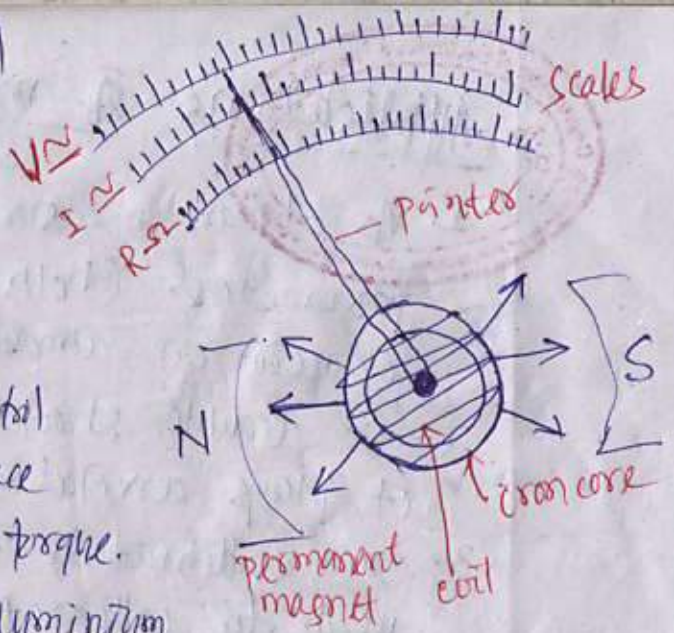 scales
V≃
I ≃
R Ω
pointer
N
S
iron core
torque.
permanent
magnet
coil